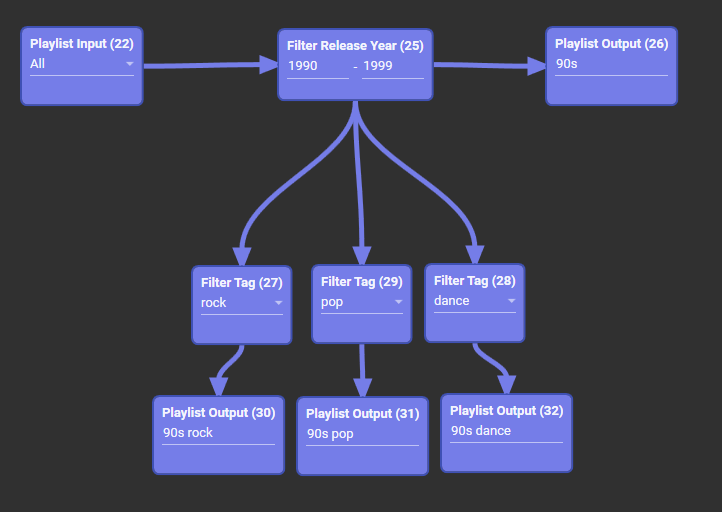 Playlist Input (22)
All
Filter Release Year (25)
1990 - 1999
Playlist Output (26)
90s
Filter Tag (27)
rock
Filter Tag (29)
pop
Filter Tag (28)
dance
Playlist Output (30)
90s rock
Playlist Output (31)
90s pop
Playlist Output (32)
90s dance